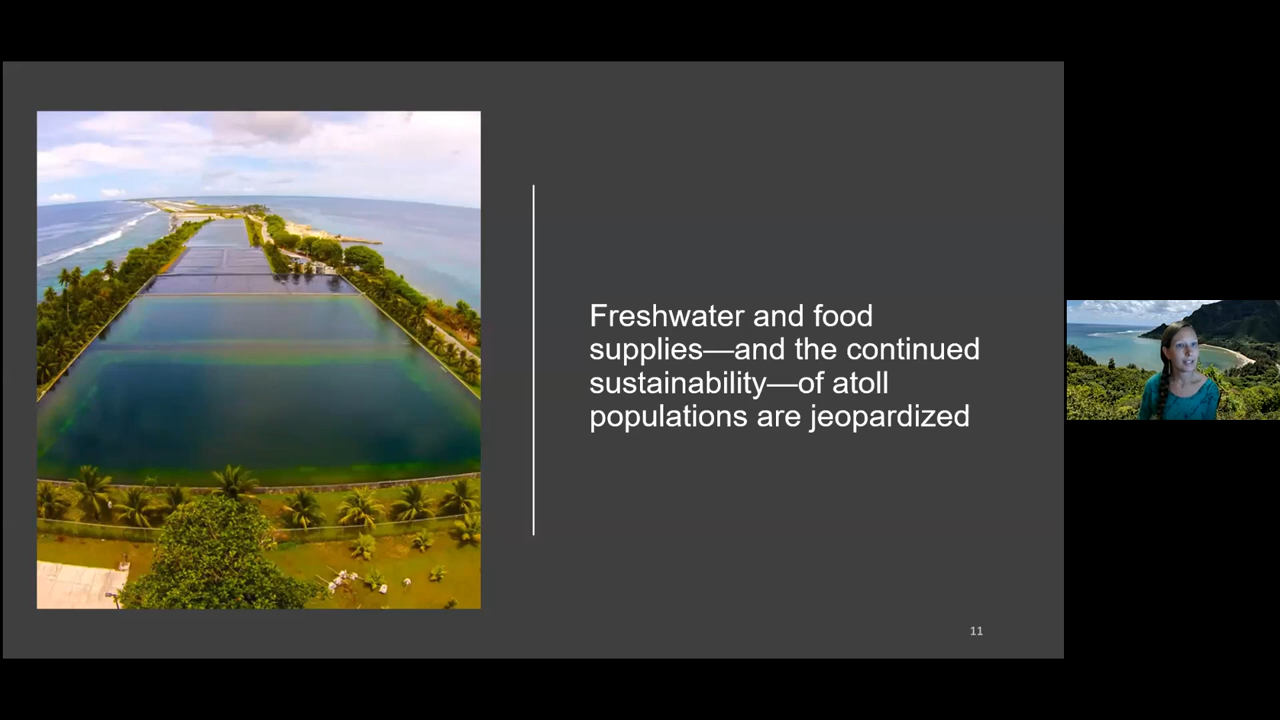 Freshwater and food
supplies—and the continued
sustainability—of atoll
populations are jeopardized
11